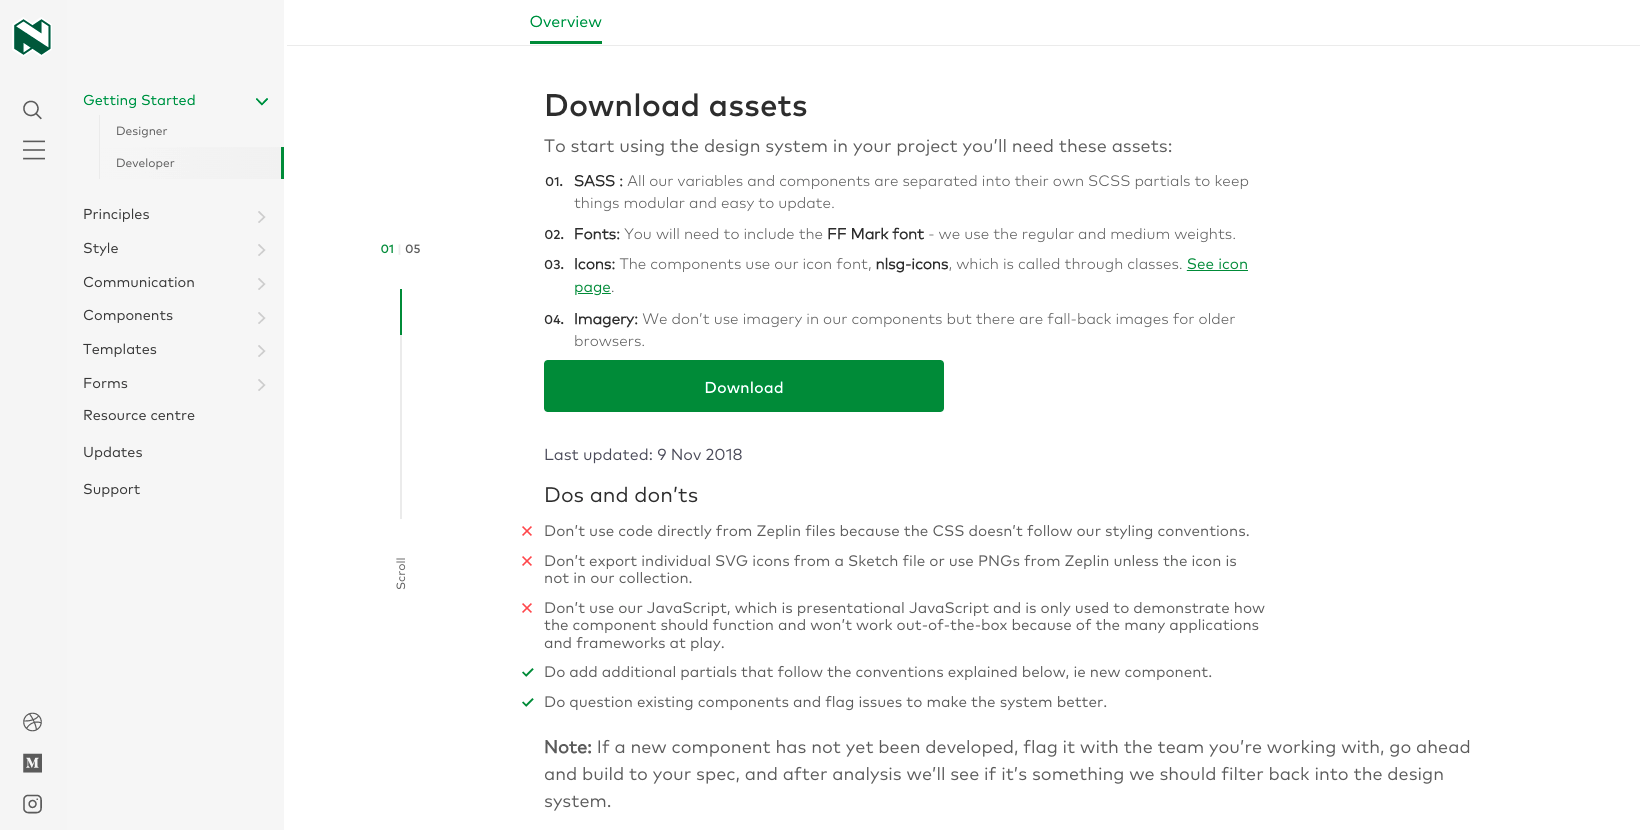 Overview
Getting Started
Designer
Developer
Principles
Style
Communication
Components
Templates
Forms
Resource centre
Updates
Support
01 | 05
Scroll
Download assets
To start using the design system in your project you’ll need these assets:
01. SASS : All our variables and components are separated into their own SCSS partials to keep
things modular and easy to update.
02. Fonts: You will need to include the FF Mark font - we use the regular and medium weights.
03. Icons: The components use our icon font, nlsg-icons, which is called through classes. See icon
page.
04. Imagery: We don’t use imagery in our components but there are fall-back images for older
browsers.
Download
Last updated: 9 Nov 2018
Dos and don’ts
Don’t use code directly from Zeplin files because the CSS doesn’t follow our styling conventions.
Don’t export individual SVG icons from a Sketch file or use PNGs from Zeplin unless the icon is
not in our collection.
Don’t use our JavaScript, which is presentational JavaScript and is only used to demonstrate how
the component should function and won’t work out-of-the-box because of the many applications
and frameworks at play.
Do add additional partials that follow the conventions explained below, ie new component.
Do question existing components and flag issues to make the system better.
Note: If a new component has not yet been developed, flag it with the team you’re working with, go ahead
and build to your spec, and after analysis we’ll see if it’s something we should filter back into the design
system.
M